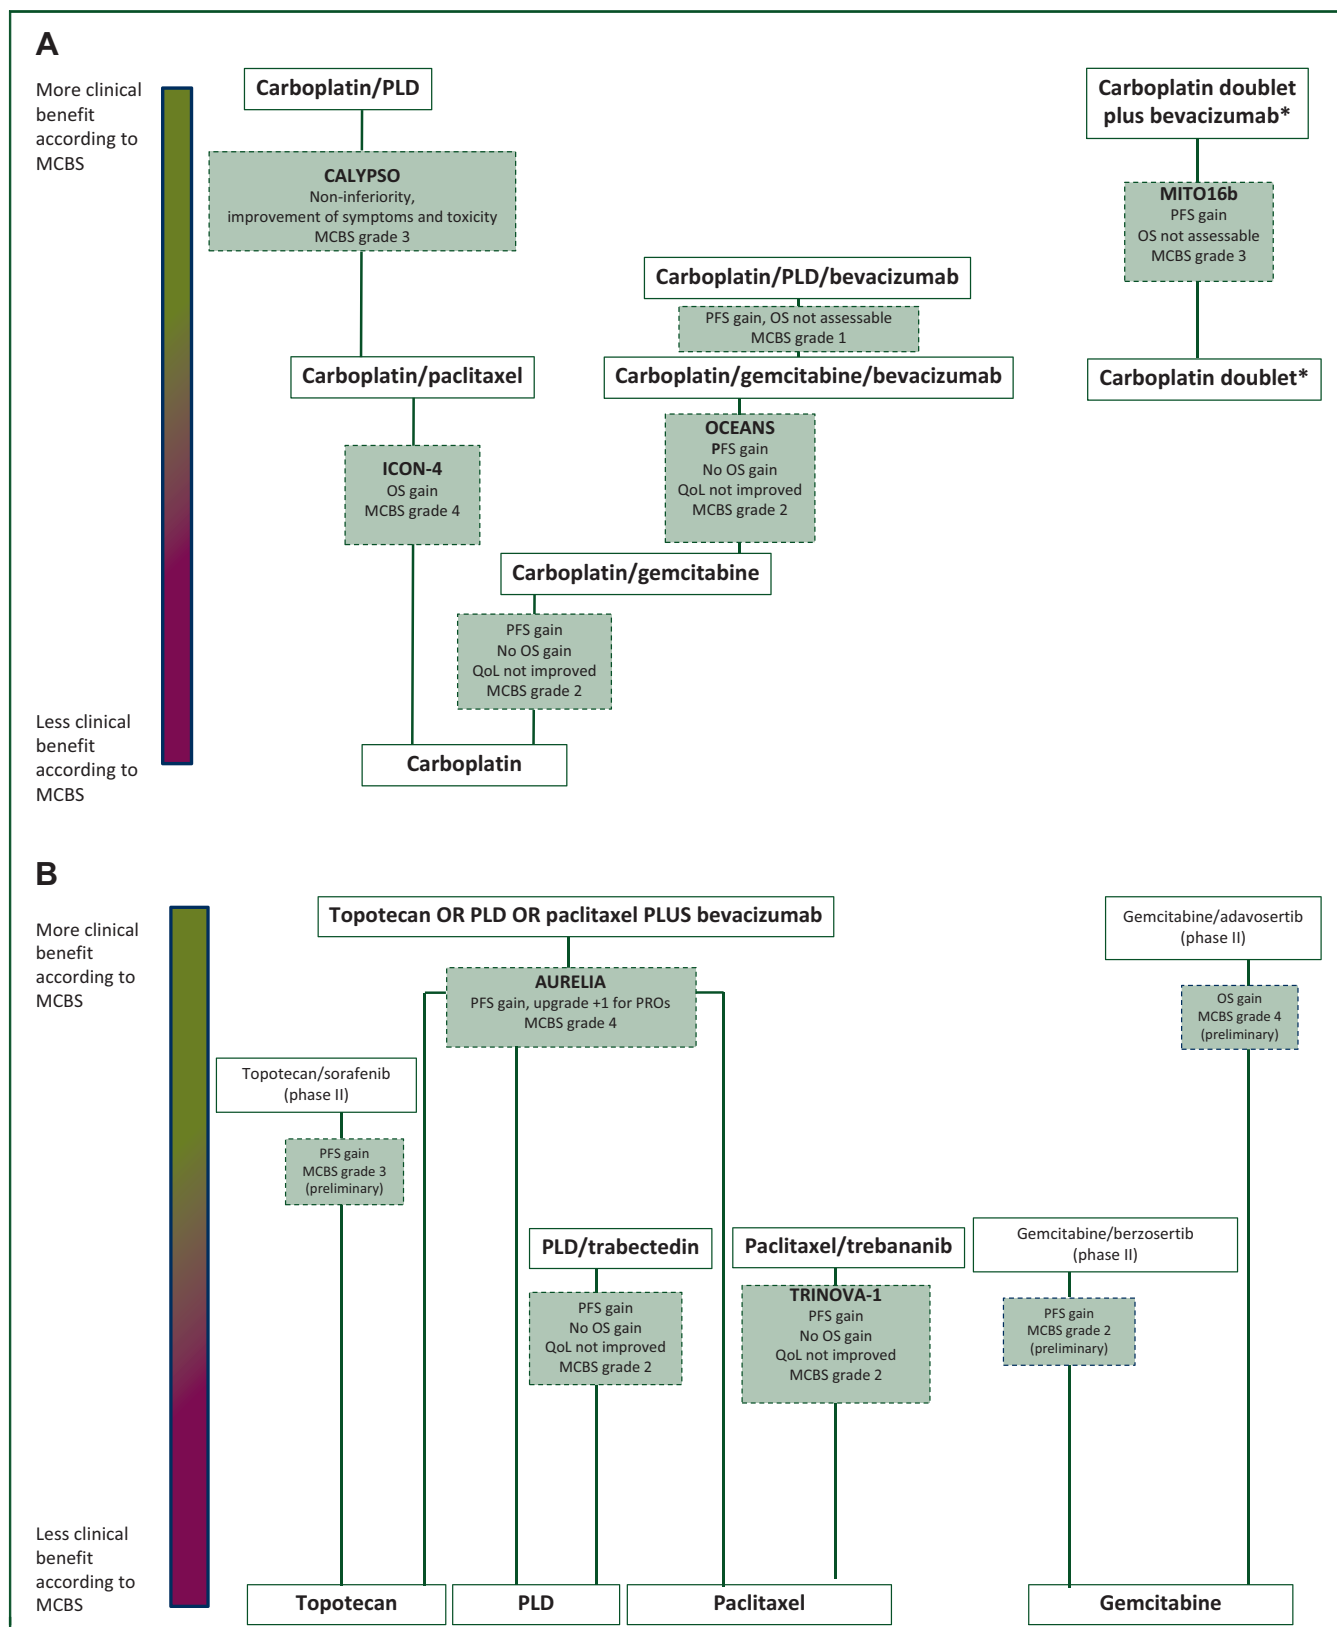 A
More clinical
benefit
according to
MCBS
Carboplatin/PLD
CALYPSO
Non-inferiority,
improvement of symptoms and toxicity
MCBS grade 3
Carboplatin/paclitaxel
ICON-4
OS gain
MCBS grade 4
Carboplatin/PLD/bevacizumab
PFS gain, OS not assessable
MCBS grade 1
Carboplatin/gemcitabine/bevacizumab
OCEANS
PFS gain
No OS gain
QoL not improved
MCBS grade 2
Carboplatin/gemcitabine
PFS gain
No OS gain
QoL not improved
MCBS grade 2
Carboplatin
Carboplatin doublet
plus bevacizumab*
MITO16b
PFS gain
OS not assessable
MCBS grade 3
Carboplatin doublet*
Less clinical
benefit
according to
MCBS
B
More clinical
benefit
according to
MCBS
Topotecan OR PLD OR paclitaxel PLUS bevacizumab
AURELIA
PFS gain, upgrade +1 for PROs
MCBS grade 4
Topotecan/sorafenib
(phase II)
PFS gain
MCBS grade 3
(preliminary)
PLD/trabectedin
PFS gain
No OS gain
QoL not improved
MCBS grade 2
Paclitaxel/trebananib
TRINOVA-1
PFS gain
No OS gain
QoL not improved
MCBS grade 2
Gemcitabine/adavosertib
(phase II)
OS gain
MCBS grade 4
(preliminary)
Gemcitabine/berzosertib
(phase II)
PFS gain
MCBS grade 2
(preliminary)
Less clinical
benefit
according to
MCBS
Topotecan
PLD
Paclitaxel
Gemcitabine